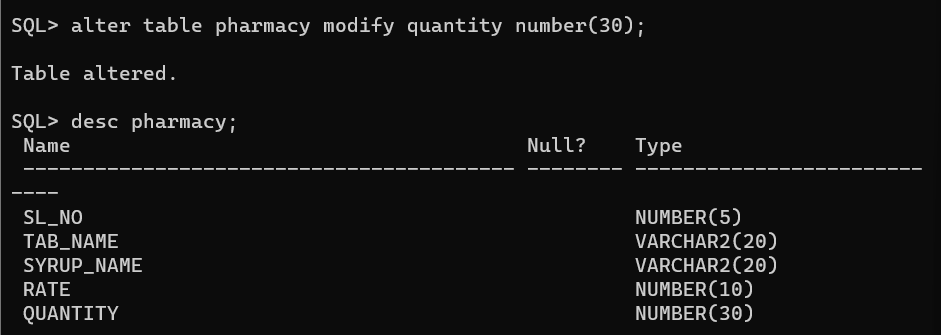 SQL> alter table pharmacy modify quantity number(30);
Table altered.
SQL> desc pharmacy;
Name Null? Type
----------------------------------------- -------- ------------------------
----
SL_NO NUMBER(5)
TAB_NAME VARCHAR2(20)
SYRUP_NAME VARCHAR2(20)
RATE NUMBER(10)
QUANTITY NUMBER(30)